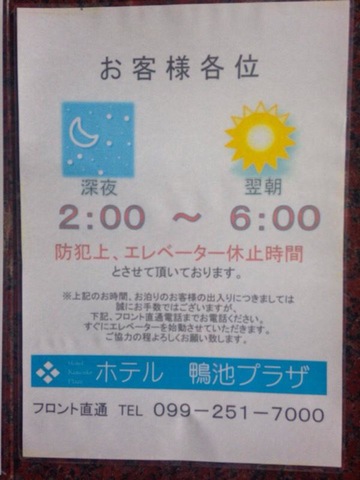 お客様各位
深夜 翌朝
2:00 ～ 6:00
防犯上、エレベーター休止時間
とさせて頂いております。
※上記のお時間、お泊りのお客様の出入りにつきましては
誠にお手数ではございますが、
下記、フロント直通電話までお電話ください。
すぐにエレベーターを始動させていただきます。
ご協力の程よろしくお願い致します。
Hotel
Kamoike
Plaza
ホテル 鴨池プラザ
フロント直通 TEL 099－251－7000